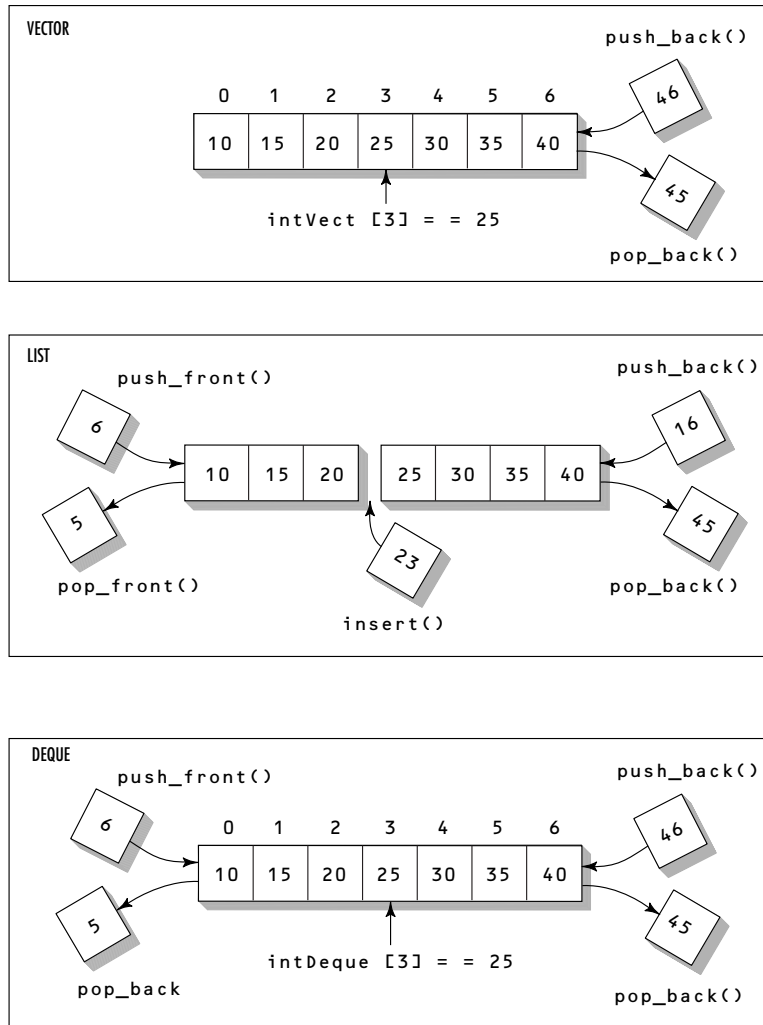 VECTOR
push_back()
46
0 1 2 3 4 5 6
10 15 20 25 30 35 40
45
intVect [3] = = 25
pop_back()
LIST
push_front()
push_back()
6
16
10 15 20 25 30 35 40
5
23
45
pop_front()
pop_back()
insert()
DEQUE
push_front()
push_back()
6
46
0 1 2 3 4 5 6
10 15 20 25 30 35 40
5
45
intDeque [3] = = 25
pop_back
pop_back()